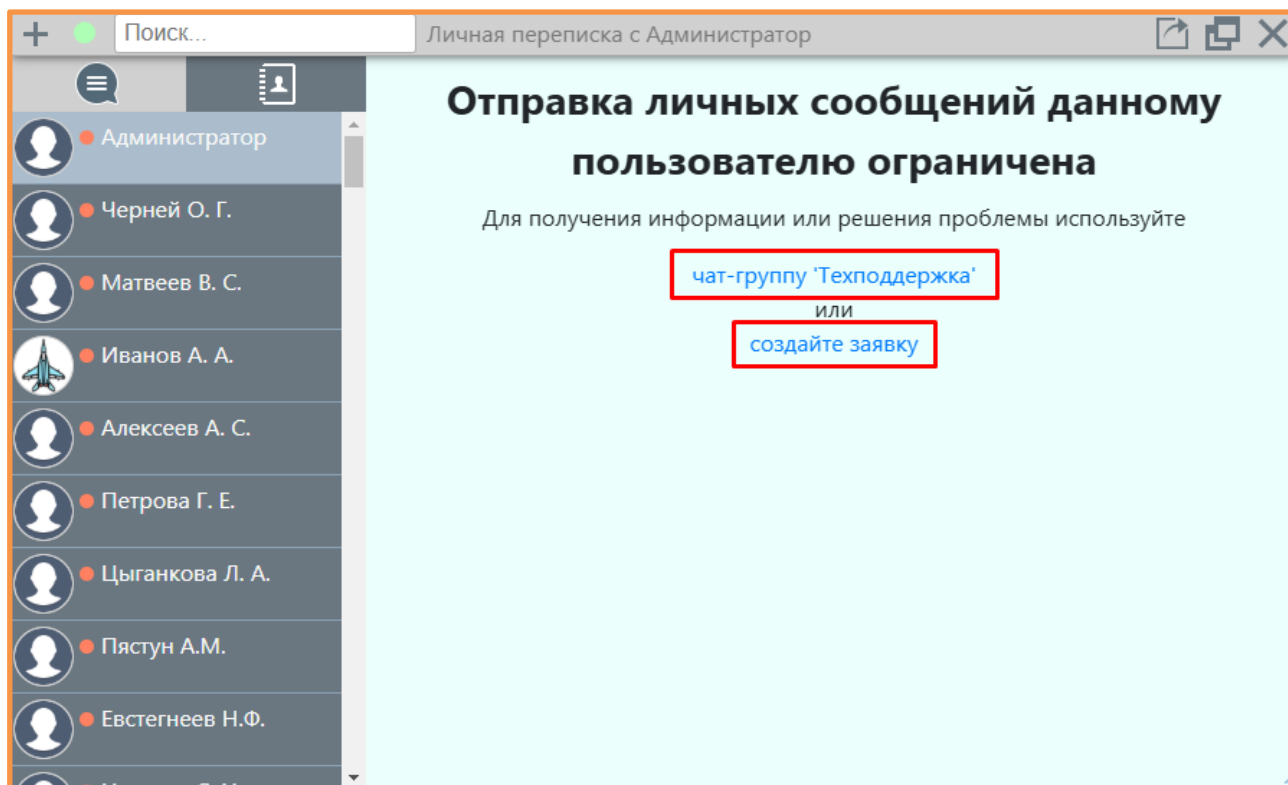 Поиск...
Личная переписка с Администратор
Администратор
Черней О. Г.
Матвеев В. С.
Иванов А. А.
Алексеев А. С.
Петрова Г. Е.
Цыганкова Л. А.
Пястун А.М.
Евстегнеев Н.Ф.
Отправка личных сообщений данному
пользователю ограничена
Для получения информации или решения проблемы используйте
чат-группу 'Техподдержка'
или
создайте заявку